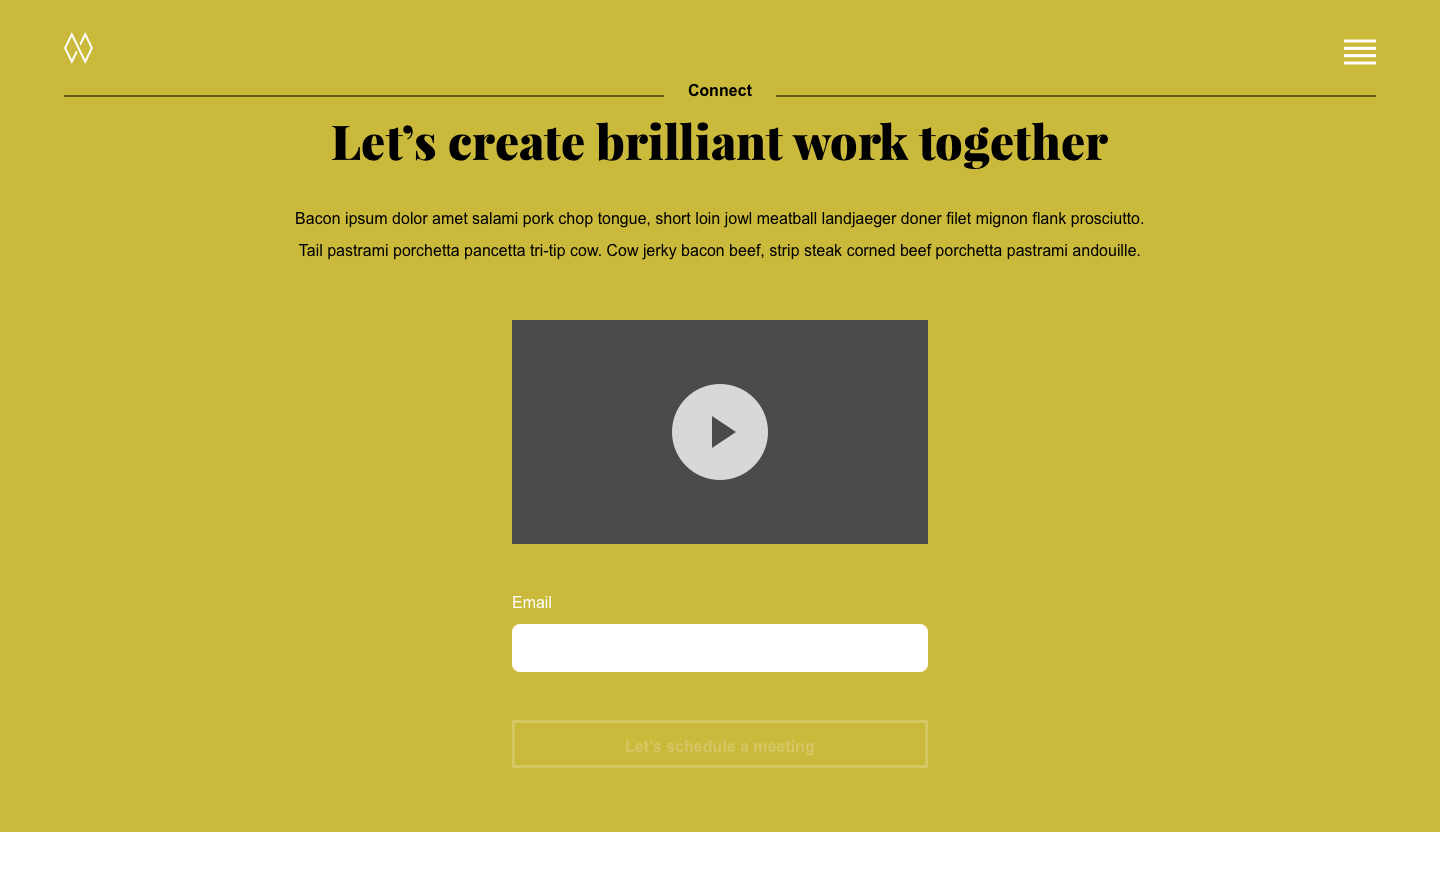 Connect
Let’s create brilliant work together
Bacon ipsum dolor amet salami pork chop tongue, short loin jowl meatball landjaeger doner filet mignon flank prosciutto.
Tail pastrami porchetta pancetta tri-tip cow. Cow jerky bacon beef, strip steak corned beef porchetta pastrami andouille.
Email
Let’s schedule a meeting